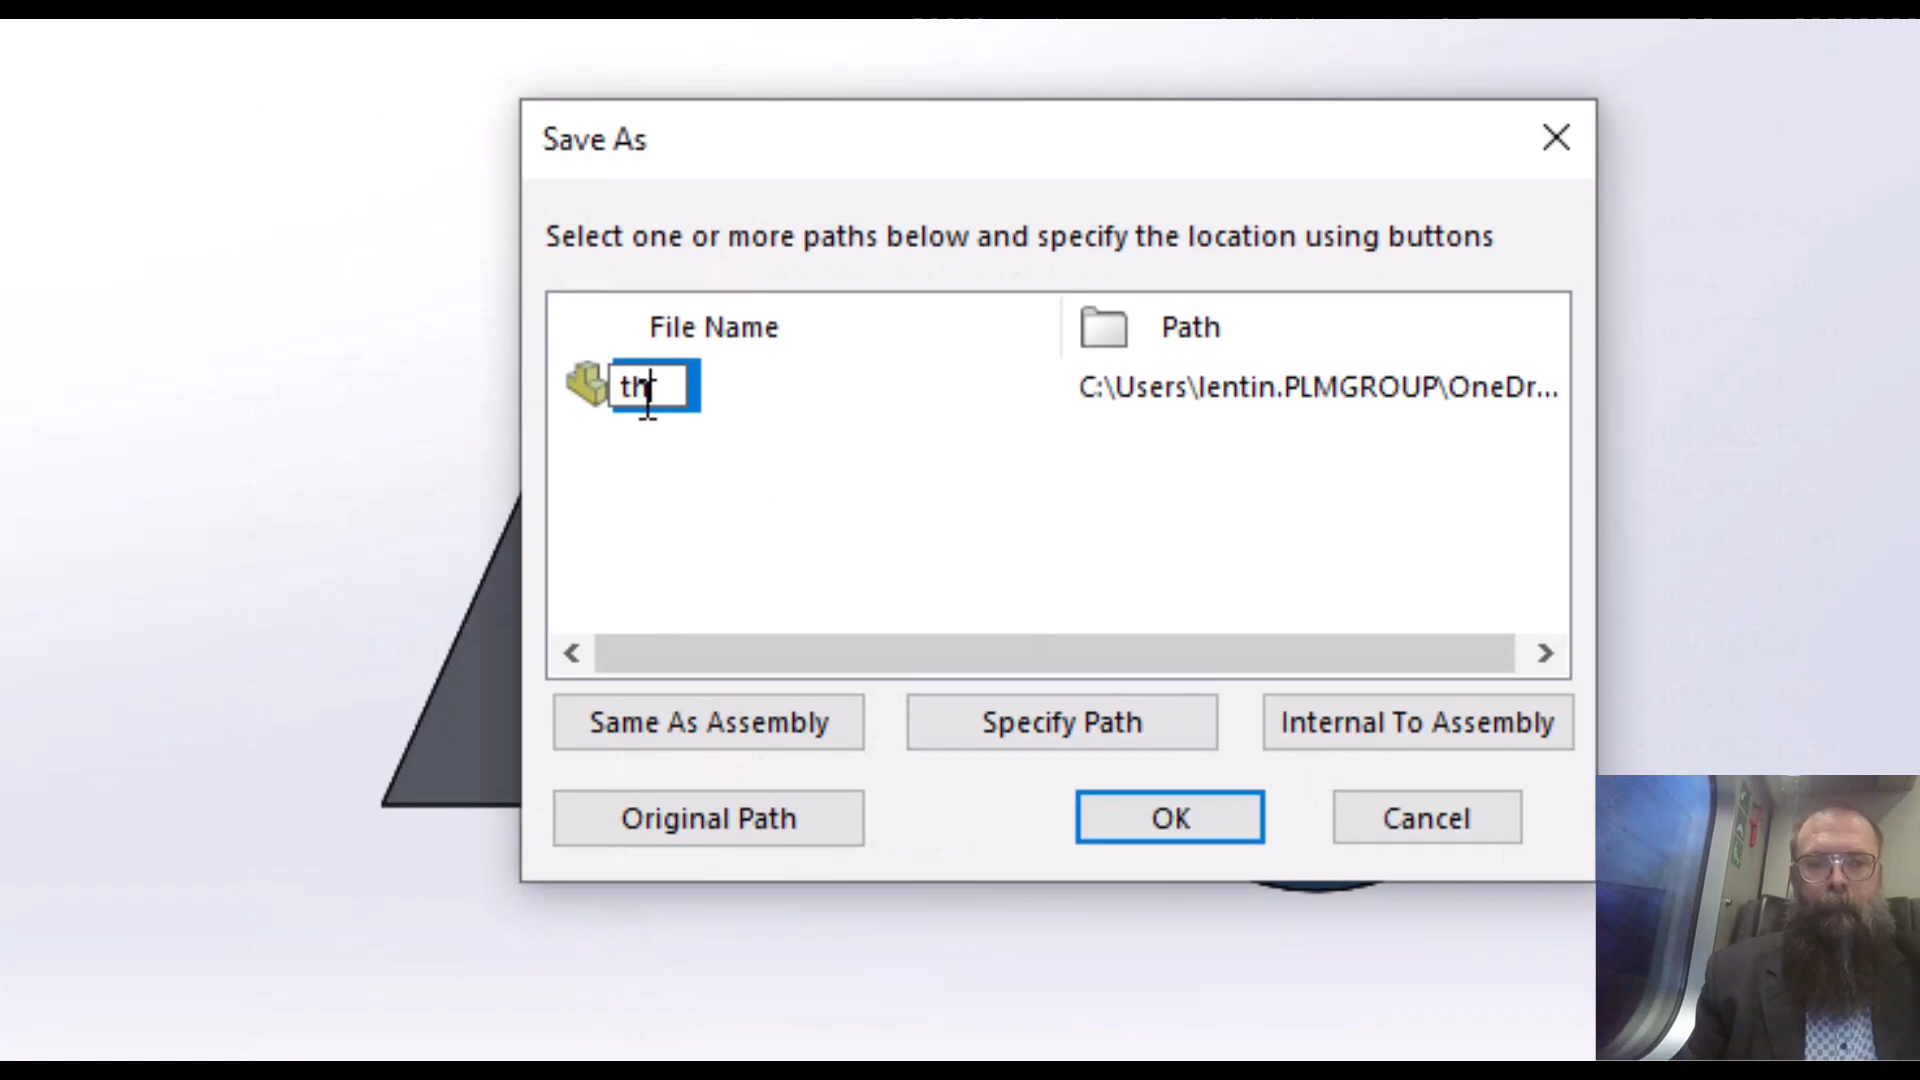 Save As
Select one or more paths below and specify the location using buttons
File Name Path
thr C:\Users\lentin.PLMGROUP\OneDr...
Same As Assembly Specify Path Internal To Assembly
Original Path OK Cancel